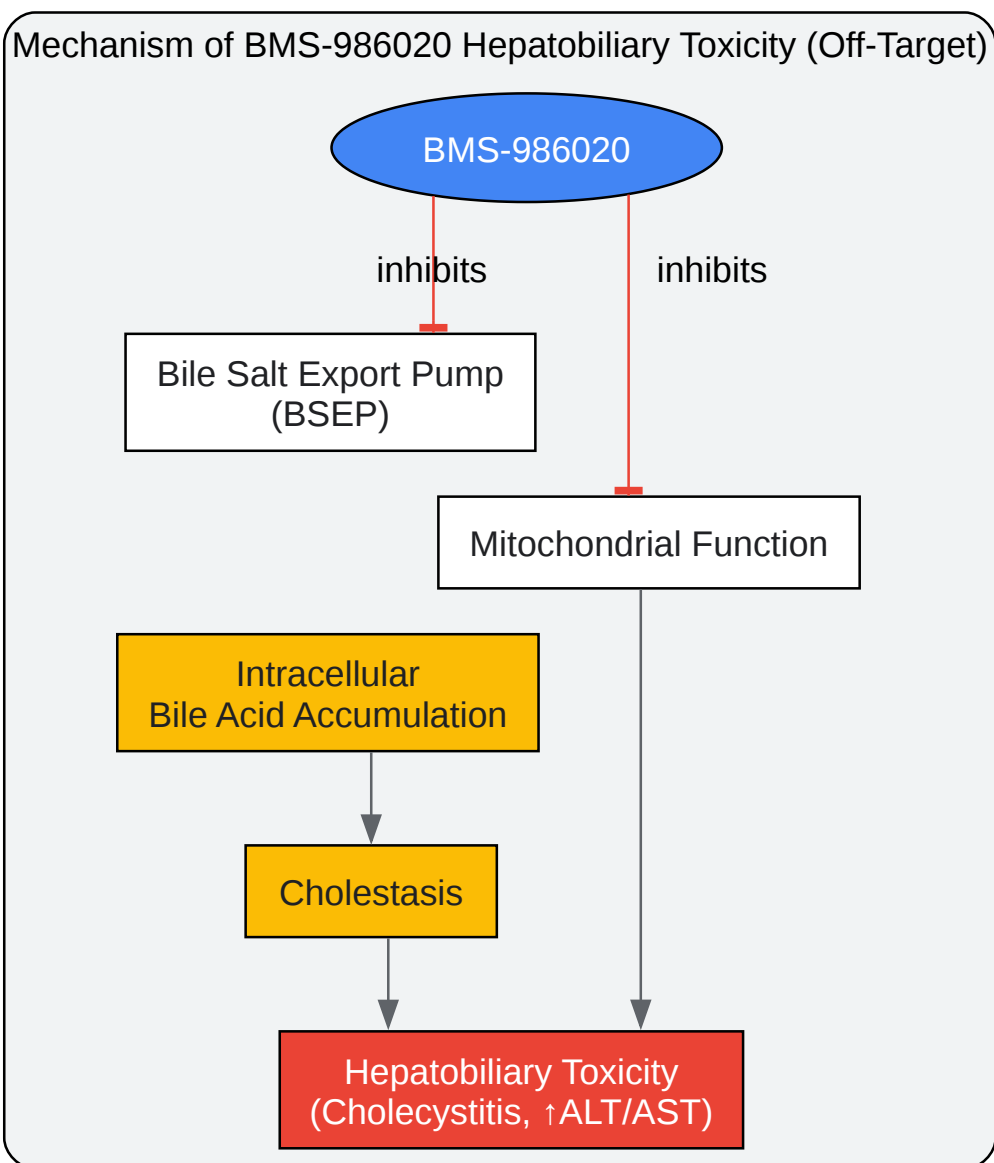 Mechanism of BMS-986020 Hepatobiliary Toxicity (Off-Target)
BMS-986020
inhibits
inhibits
Bile Salt Export Pump
(BSEP)
Mitochondrial Function
Intracellular
Bile Acid Accumulation
Cholestasis
Hepatobiliary Toxicity
(Cholecystitis, ↑ALT/AST)